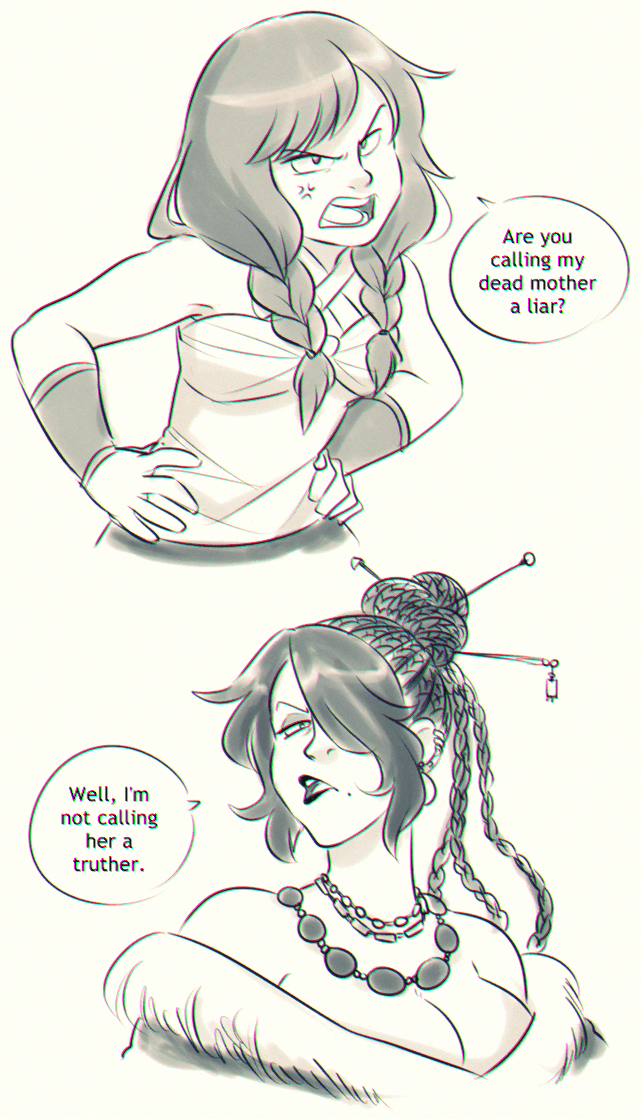 Are you
calling my
dead mother
a liar?
Well, I'm
not calling
her a
truther.